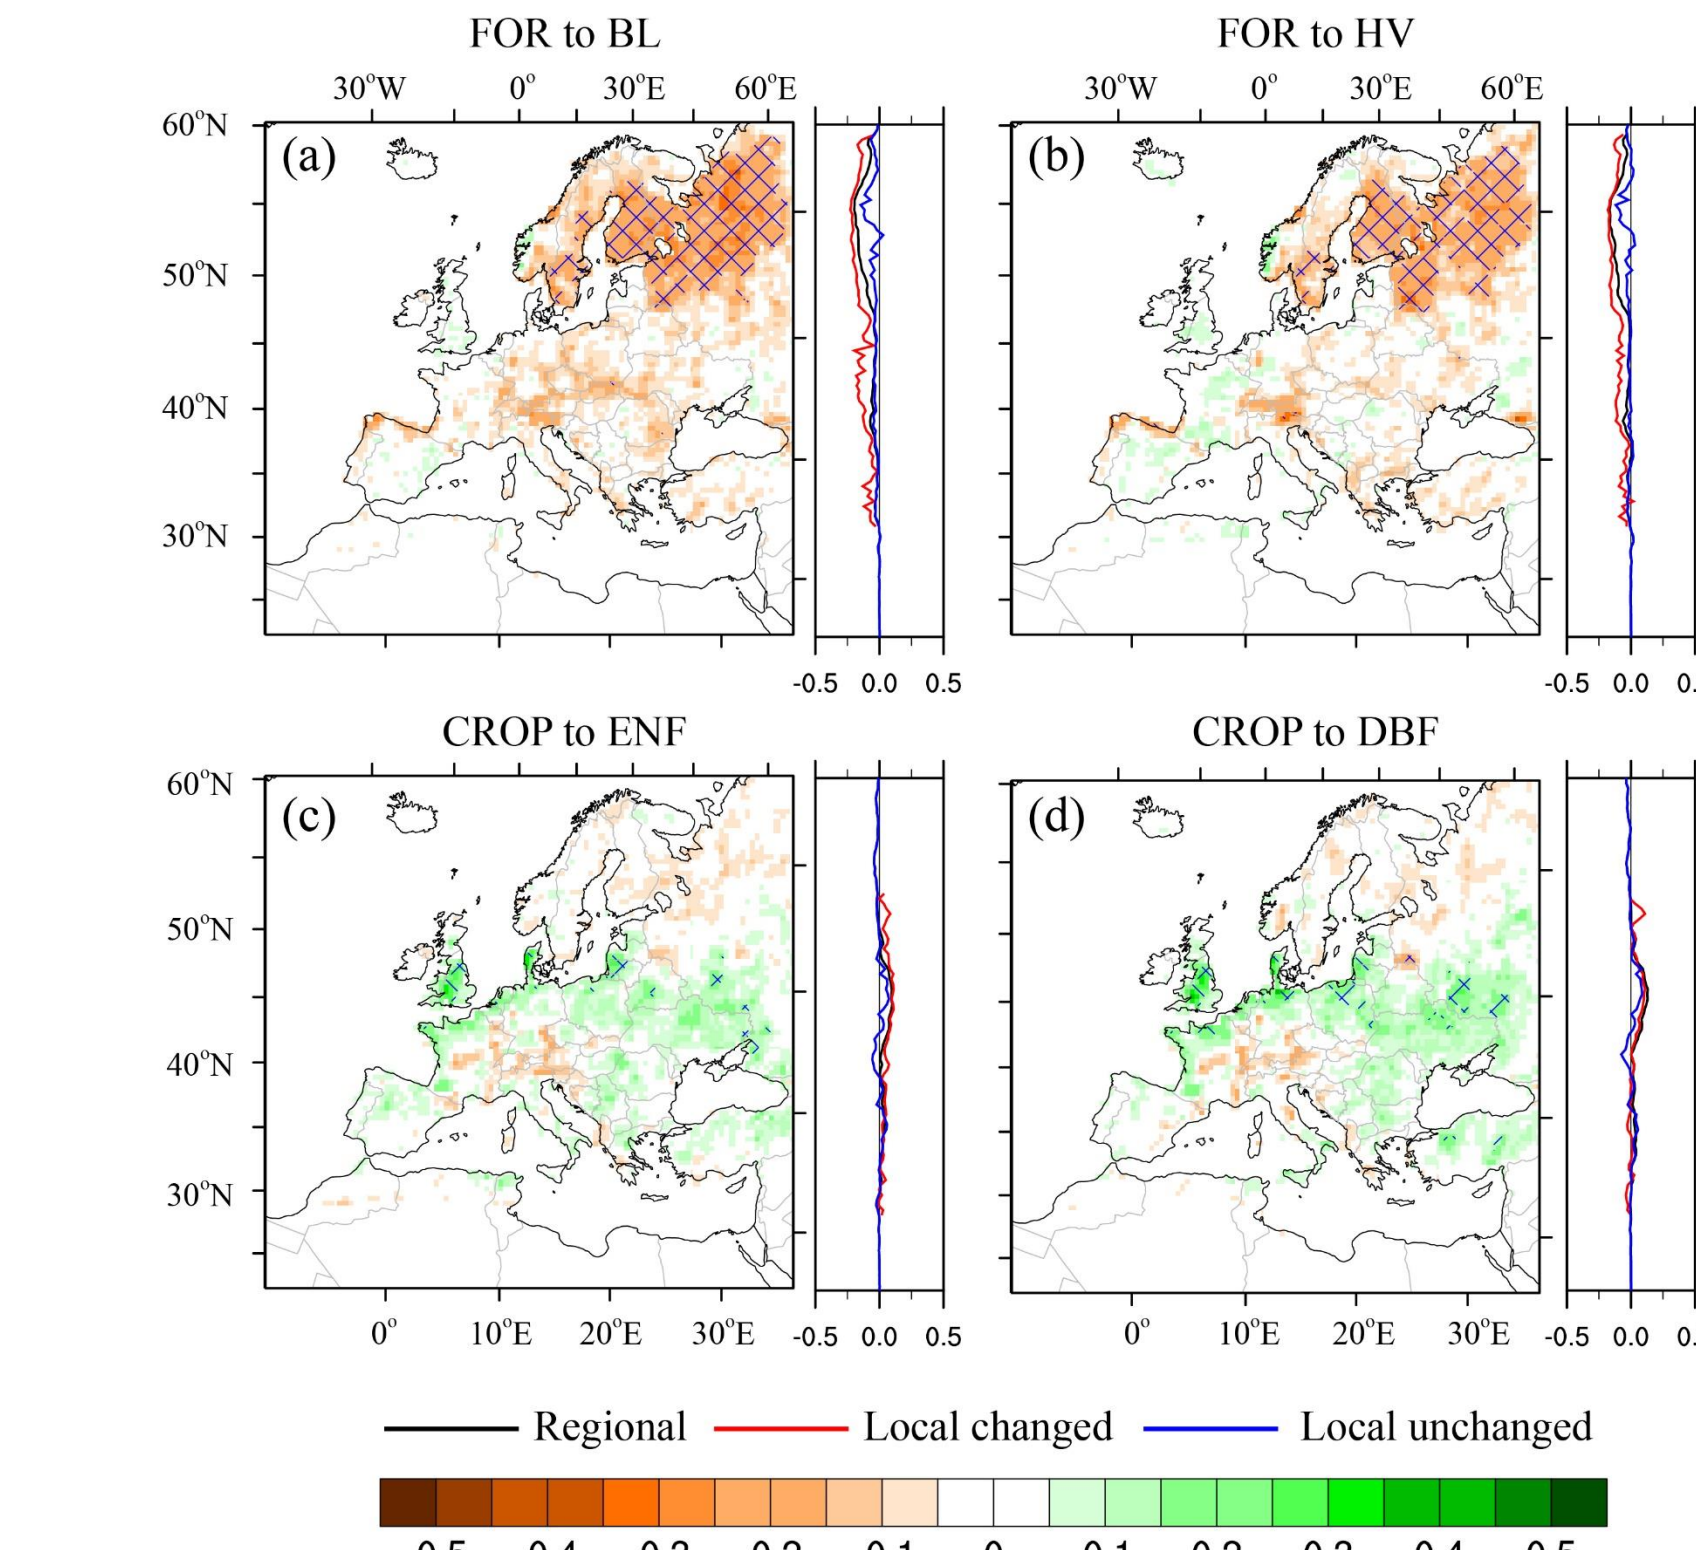 FOR to BL FOR to HV
30°W 0° 30°E 60°E 30°W 0° 30°E 60°E
60°N
(a) (b)
50°N
40°N
30°N
-0.5 0.0 0.5 -0.5 0.0
CROP to ENF CROP to DBF
60°N
(c) (d)
50°N
40°N
30°N
0° 10°E 20°E 30°E -0.5 0.0 0.5 0° 10°E 20°E 30°E -0.5 0.0
Regional Local changed Local unchanged